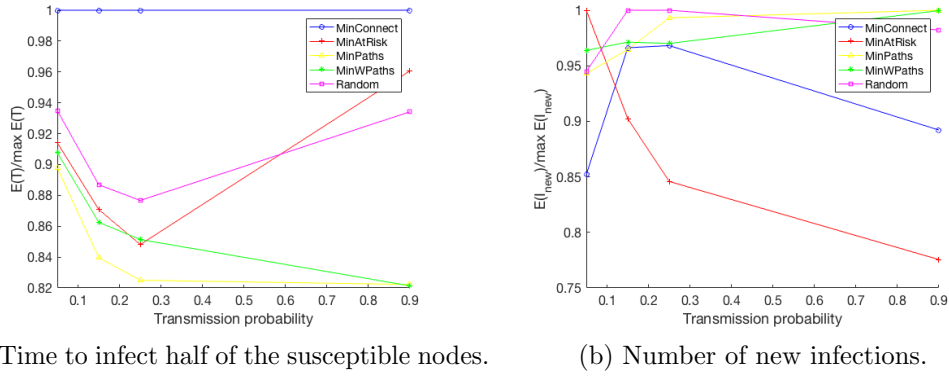 1
0.98
0.96
0.94
0.92
0.9
0.88
0.86
0.84
0.82
E(T)/max E(T)
0.1 0.2 0.3 0.4 0.5 0.6 0.7 0.8 0.9
Transmission probability
MinConnect
MinAtRisk
MinPaths
MinWPaths
Random
Time to infect half of the susceptible nodes.
1
0.95
0.9
0.85
0.8
0.75
E(I_new)/max E(I_new)
0.1 0.2 0.3 0.4 0.5 0.6 0.7 0.8 0.9
Transmission probability
MinConnect
MinAtRisk
MinPaths
MinWPaths
Random
(b) Number of new infections.